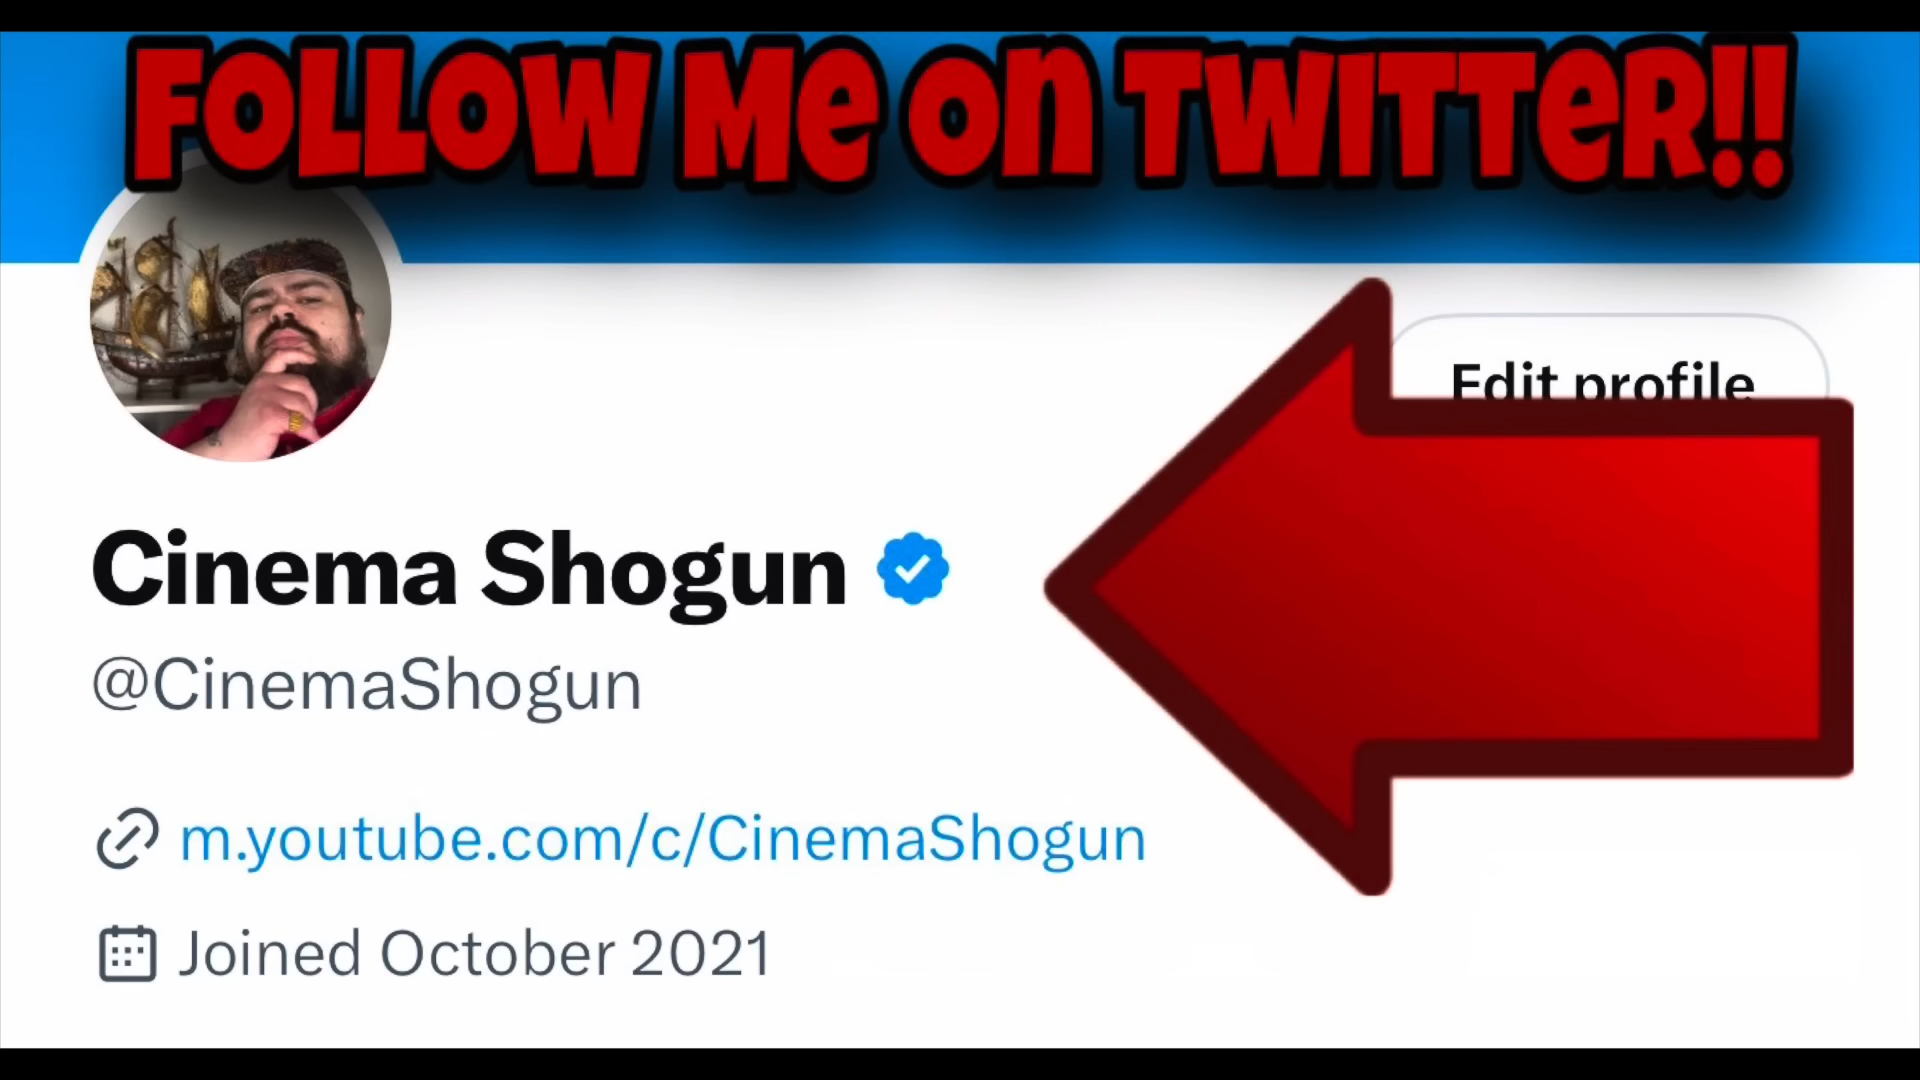 FOLLOW Me On TWITTeR!!
Edit profile
Cinema Shogun
@CinemaShogun
m.youtube.com/c/CinemaShogun
Joined October 2021